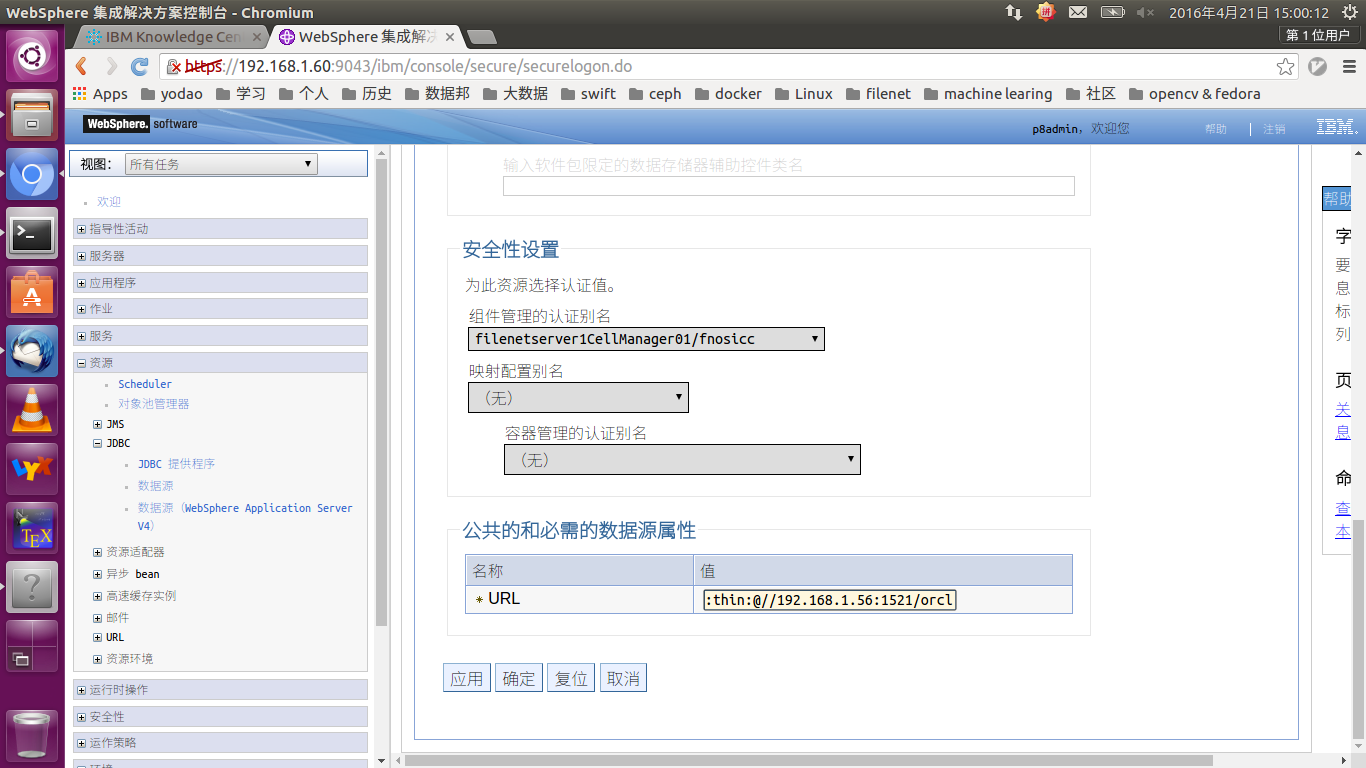 WebSphere 集成解决方案控制台 - Chromium
2016年4月21日 15:00:12
IBM Knowledge Cen
WebSphere 集成解决
第 1 位用户
https://192.168.1.60:9043/ibm/console/secure/securelogon.do
Apps yodao 学习 个人 历史 数据邦 大数据 swift ceph docker Linux filenet machine learing 社区 opencv & fedora
WebSphere. software
p8admin，欢迎您 帮助 注销 IBM.
视图： 所有任务
欢迎
指导性活动
服务器
应用程序
作业
服务
资源
Scheduler
对象池管理器
JMS
JDBC
JDBC 提供程序
数据源
数据源（WebSphere Application Server
V4）
资源适配器
异步 bean
高速缓存实例
邮件
URL
资源环境
运行时操作
安全性
运作策略
环境
输入软件包限定的数据存储器辅助控件类名
安全性设置
为此资源选择认证值。
组件管理的认证别名
filenetserver1CellManager01/fnosicc
映射配置别名
（无）
容器管理的认证别名
（无）
公共的和必需的数据源属性
名称 值
* URL :thin:@//192.168.1.56:1521/orcl
应用 确定 复位 取消
帮助
字
要
息
标
列
页
关
息
命
查
本